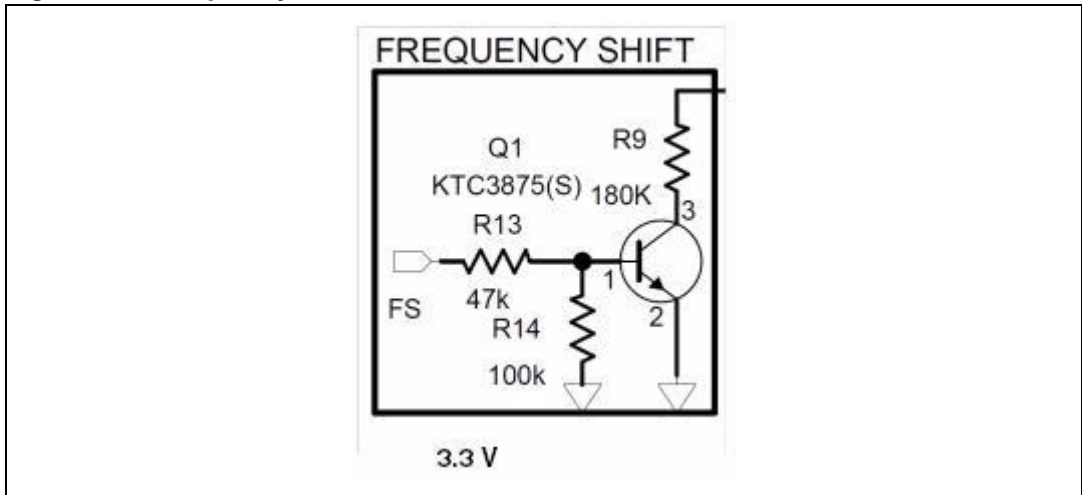 FREQUENCY SHIFT
Q1
KTC3875(S)
R9
180K
3
R13
47k
1
FS
R14
100k
2
3.3 V